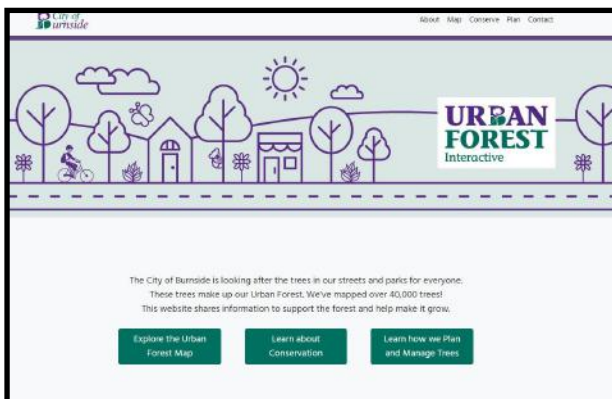 City of
Burnside
About Map Conserve Plan Contact
URBAN
FOREST
Interactive
The City of Burnside is looking after the trees in our streets and parks for everyone.
These trees make up our Urban Forest. We've mapped over 40,000 trees!
This website shares information to support the forest and help make it grow.
Explore the Urban
Forest Map
Learn about
Conservation
Learn how we Plan
and Manage Trees